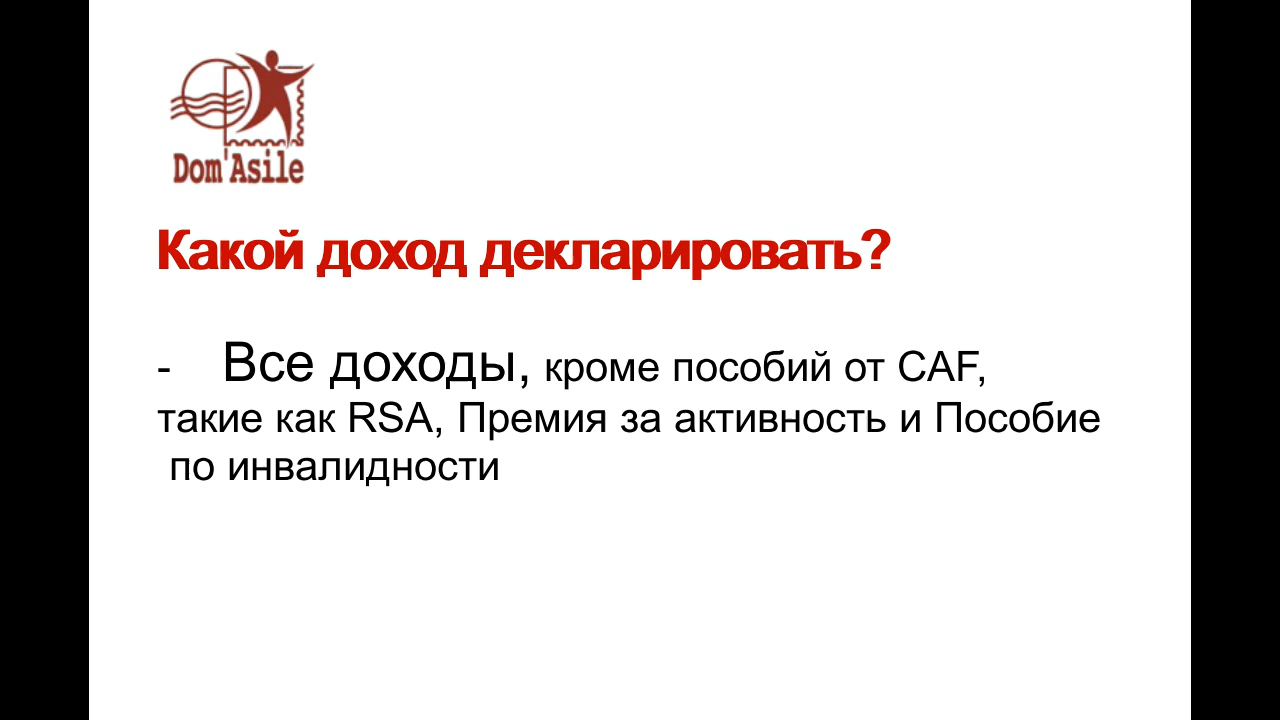 Dom'Asile
Какой доход декларировать?
- Все доходы, кроме пособий от CAF,
такие как RSA, Премия за активность и Пособие
по инвалидности